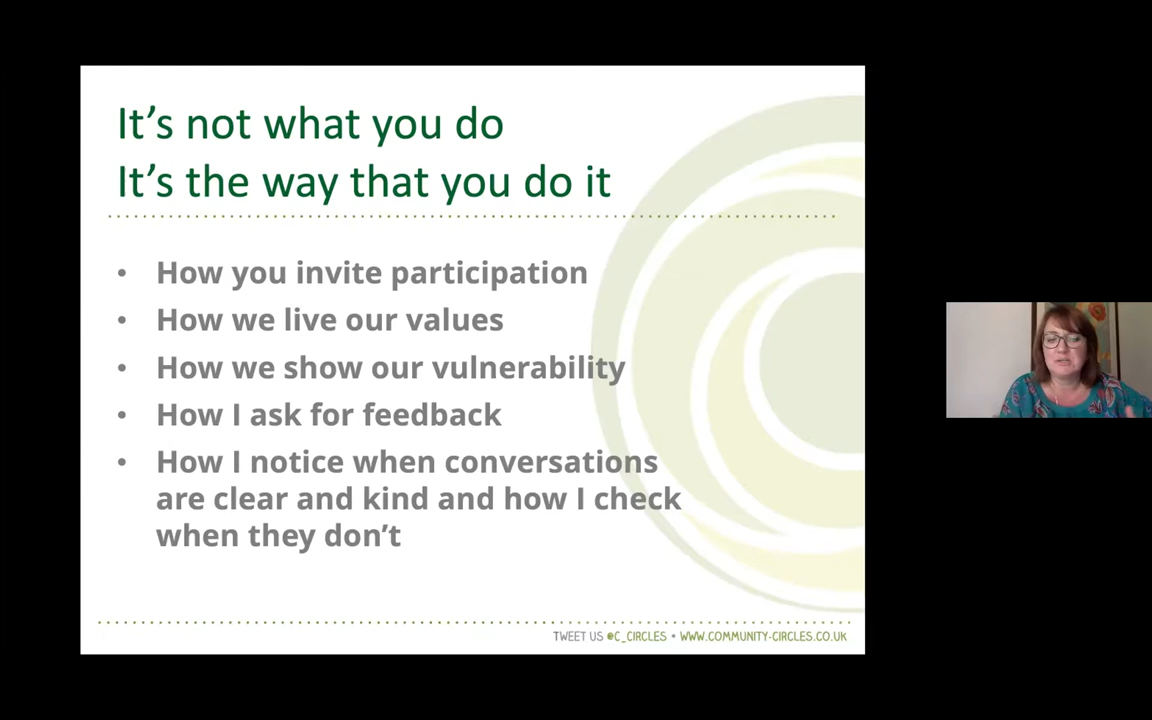 It’s not what you do
It’s the way that you do it
• How you invite participation
• How we live our values
• How we show our vulnerability
• How I ask for feedback
• How I notice when conversations
are clear and kind and how I check
when they don’t
TWEET US @C_CIRCLES • WWW.COMMUNITY-CIRCLES.CO.UK